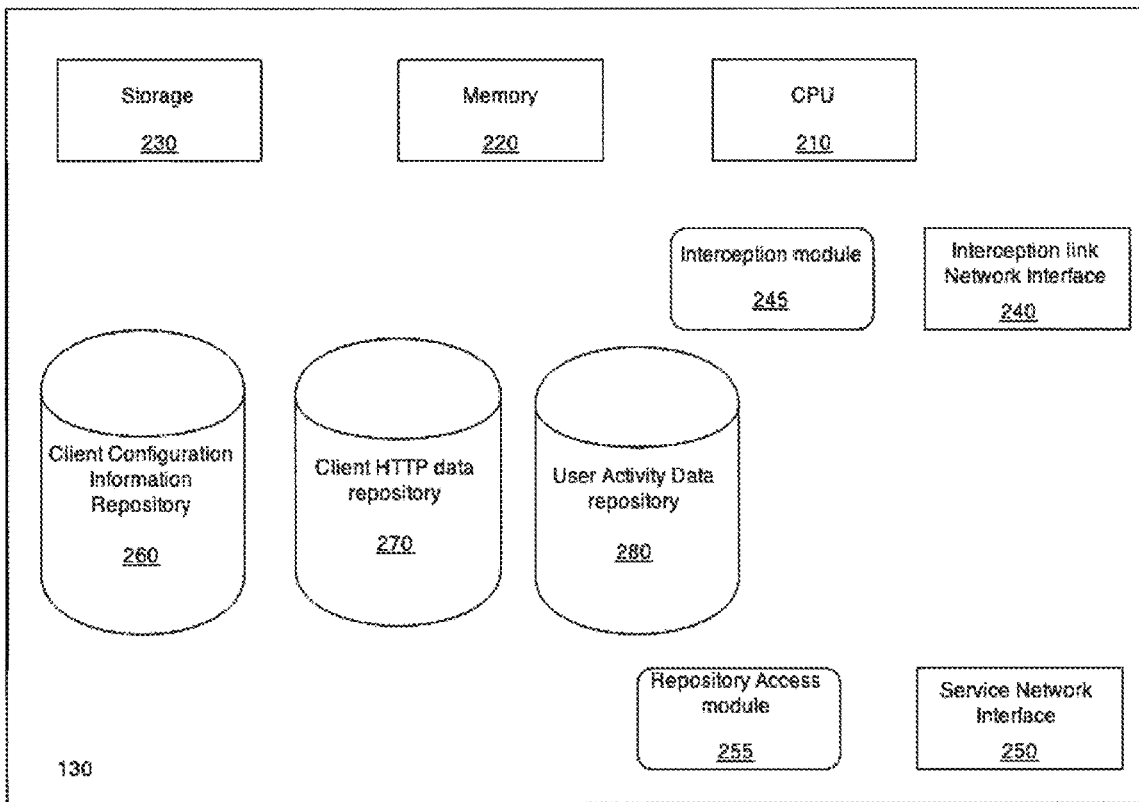 Storage
230
Memory
220
CPU
210
Interception module
245
Interception link
Network Interface
240
Client Configuration
Information
Repository
260
Client HTTP data
repository
270
User Activity Data
repository
280
Repository Access
module
255
Service Network
Interface
250
130